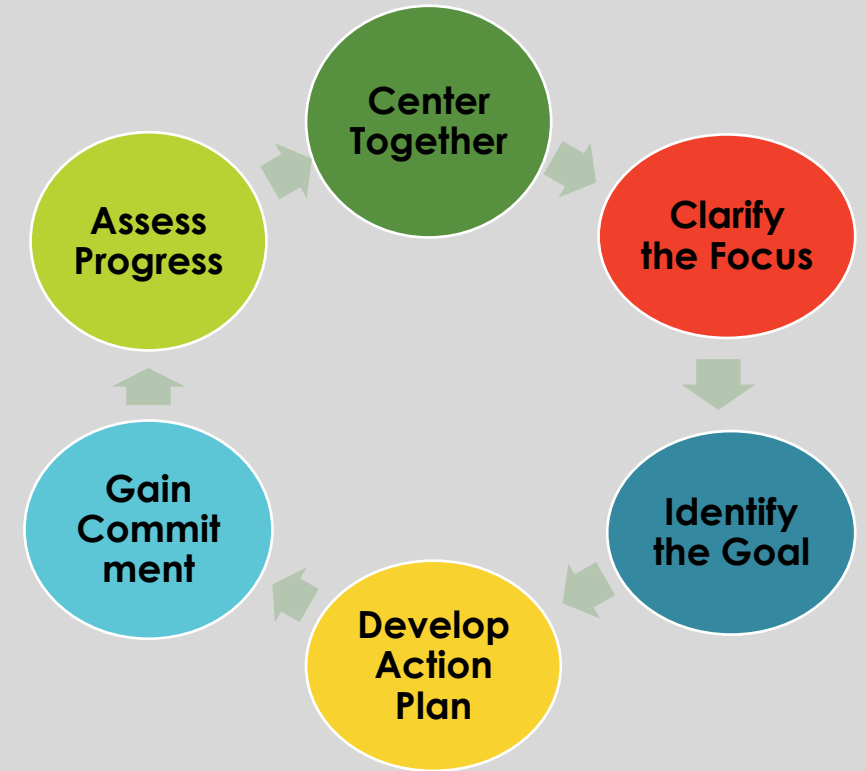 Center
Together
Clarify
the Focus
Identify
the Goal
Develop
Action
Plan
Gain
Commit
ment
Assess
Progress